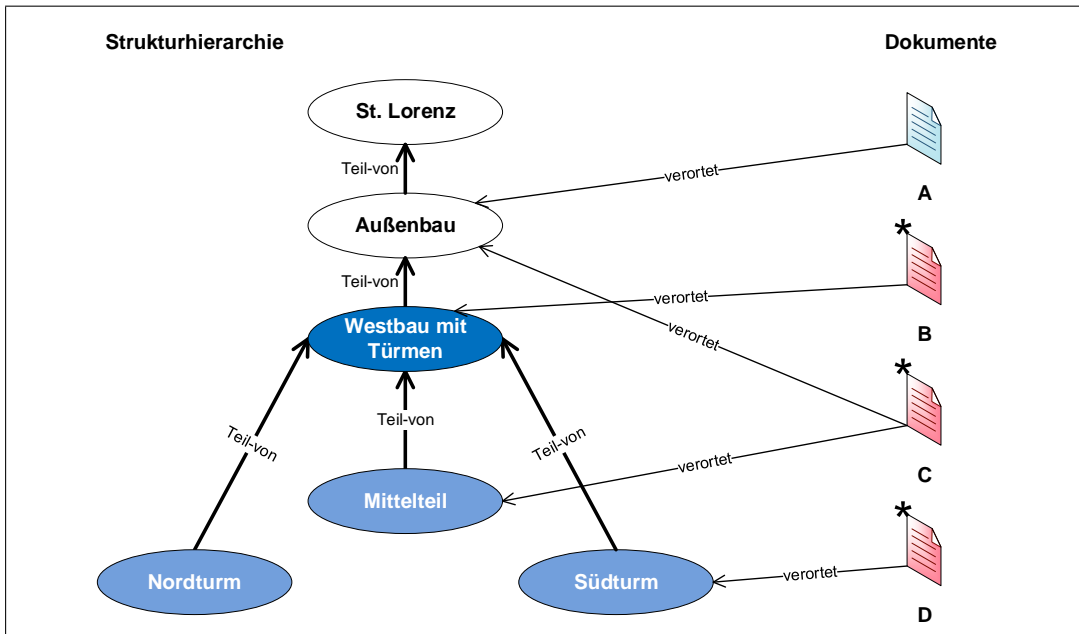 Strukturhierarchie
Dokumente
St. Lorenz
Teil-von
verortet
A
Außenbau
*
Teil-von
verortet
B
Westbau mit
Türmen
verortet
*
Teil-von
Teil-von
Teil-von
verortet
C
Mittelteil
*
Nordturm
Südturm
verortet
D